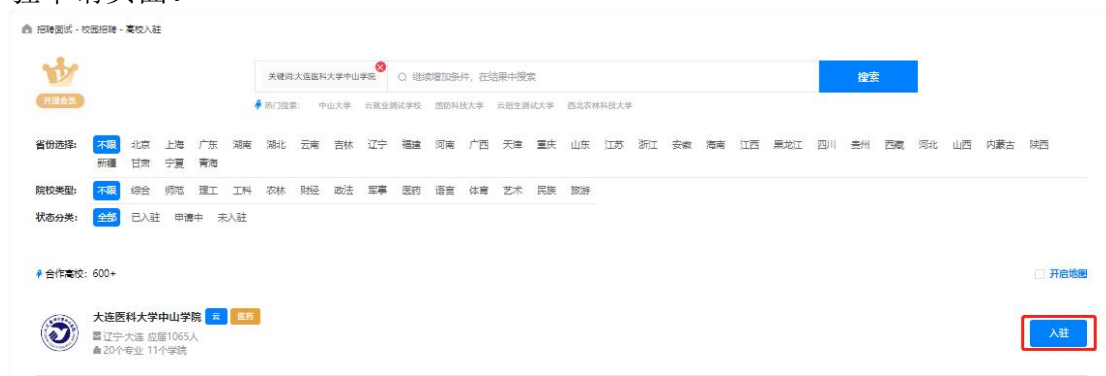 招聘面试 - 校园招聘 - 高校入驻
开通会员
关键词:大连医科大学中山学院 继续增加条件，在结果中搜索 搜索
热门搜索: 中山大学 云就业测试学校 国防科技大学 云招生测试大学 西北农林科技大学
省份选择: 不限 北京 上海 广东 湖南 湖北 云南 吉林 辽宁 福建 河南 广西 天津 重庆 山东 江苏 浙江 安徽 海南 江西 黑龙江 四川 贵州 西藏 河北 山西 内蒙古 陕西
新疆 甘肃 宁夏 青海
院校类型: 不限 综合 师范 理工 工科 农林 财经 政法 军事 医药 语言 体育 艺术 民族 旅游
状态分类: 全部 已入驻 申请中 未入驻
合作高校: 600+ 开启地图
大连医科大学中山学院 云 医药
辽宁·大连 应届1065人 入驻
20个专业 11个学院